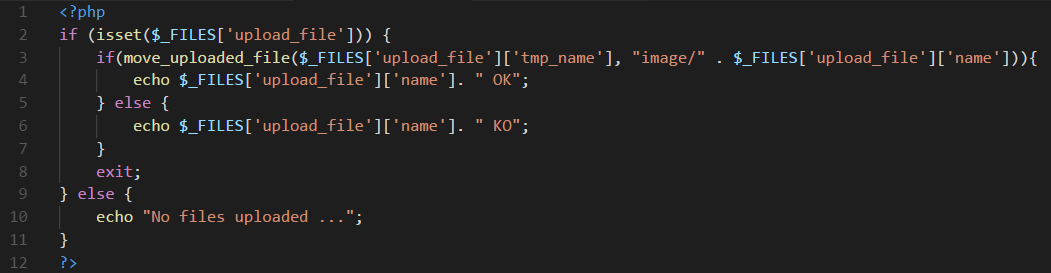 1 <?php
2 if (isset($_FILES['upload_file'])) {
3     if(move_uploaded_file($_FILES['upload_file']['tmp_name'], "image/" . $_FILES['upload_file']['name'])){
4         echo $_FILES['upload_file']['name']. " OK";
5     } else {
6         echo $_FILES['upload_file']['name']. " KO";
7     }
8     exit;
9 } else {
10     echo "No files uploaded ...";
11 }
12 ?>